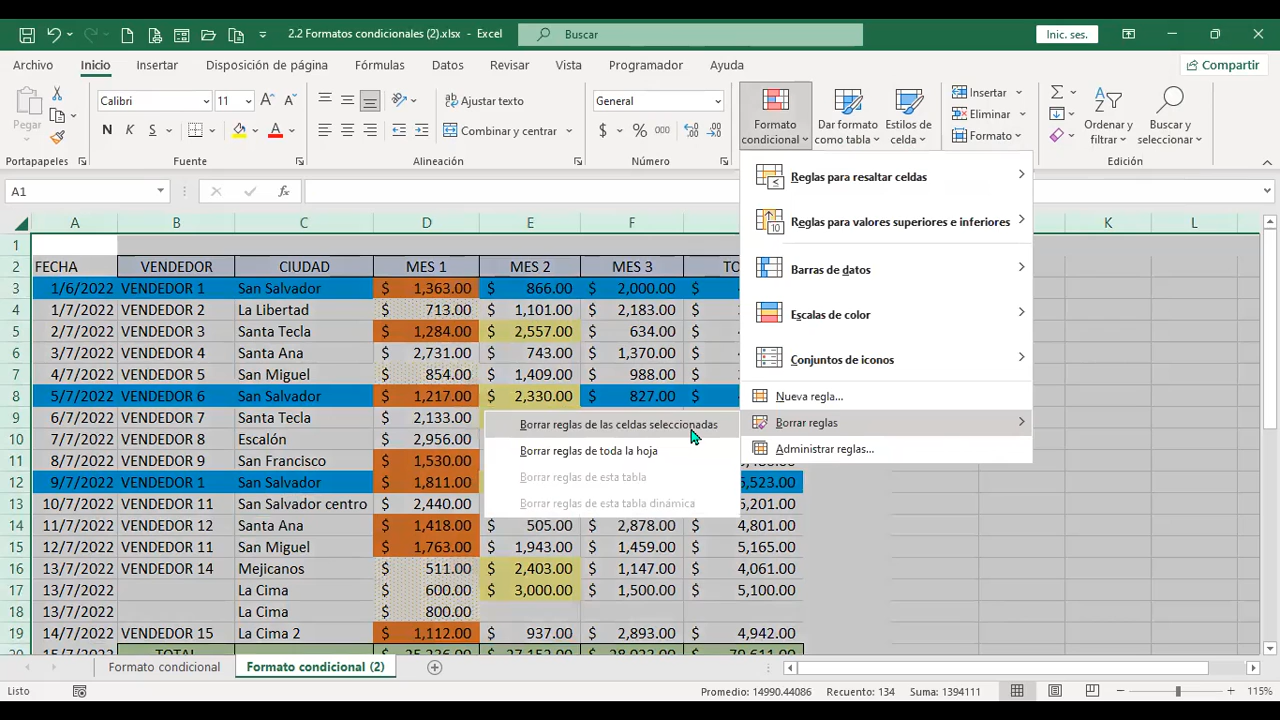 2.2 Formatos condicionales (2).xlsx - Excel
Buscar
Inic. ses.
Archivo Inicio Insertar Disposición de página Fórmulas Datos Revisar Vista Programador Ayuda
Compartir
Pegar
Calibri 11
N K S
Ajustar texto
Combinar y centrar
General
$ % 000
Formato condicional
Dar formato como tabla
Estilos de celda
Insertar
Eliminar
Formato
Ordenar y filtrar
Buscar y seleccionar
Portapapeles Fuente Alineación Número Edición
A1
Reglas para resaltar celdas
Reglas para valores superiores e inferiores
Barras de datos
Escalas de color
Conjuntos de iconos
Nueva regla...
Borrar reglas
Administrar reglas...
Borrar reglas de las celdas seleccionadas
Borrar reglas de toda la hoja
Borrar reglas de esta tabla
Borrar reglas de esta tabla dinámica
A B C D E F K L
1
2 FECHA VENDEDOR CIUDAD MES 1 MES 2 MES 3
3 1/6/2022 VENDEDOR 1 San Salvador $ 1,363.00 $ 866.00 $ 2,000.00 $
4 1/7/2022 VENDEDOR 2 La Libertad $ 713.00 $ 1,101.00 $ 2,183.00 $
5 2/7/2022 VENDEDOR 3 Santa Tecla $ 1,284.00 $ 2,557.00 $ 634.00 $
6 3/7/2022 VENDEDOR 4 Santa Ana $ 2,731.00 $ 743.00 $ 1,370.00 $
7 4/7/2022 VENDEDOR 5 San Miguel $ 854.00 $ 1,409.00 $ 988.00 $
8 5/7/2022 VENDEDOR 6 San Salvador $ 1,217.00 $ 2,330.00 $ 827.00 $
9 6/7/2022 VENDEDOR 7 Santa Tecla $ 2,133.00
10 7/7/2022 VENDEDOR 8 Escalón $ 2,956.00
11 8/7/2022 VENDEDOR 9 San Francisco $ 1,530.00
12 9/7/2022 VENDEDOR 1 San Salvador $ 1,811.00 5,523.00
13 10/7/2022 VENDEDOR 11 San Salvador centro $ 2,440.00 5,201.00
14 11/7/2022 VENDEDOR 12 Santa Ana $ 1,418.00 $ 505.00 $ 2,878.00 $ 4,801.00
15 12/7/2022 VENDEDOR 11 San Miguel $ 1,763.00 $ 1,943.00 $ 1,459.00 $ 5,165.00
16 13/7/2022 VENDEDOR 14 Mejicanos $ 511.00 $ 2,403.00 $ 1,147.00 $ 4,061.00
17 13/7/2022 La Cima $ 600.00 $ 3,000.00 $ 1,500.00 $ 5,100.00
18 13/7/2022 La Cima $ 800.00
19 14/7/2022 VENDEDOR 15 La Cima 2 $ 1,112.00 $ 937.00 $ 2,893.00 $ 4,942.00
20 15/7/2022 TOTAL
Formato condicional Formato condicional (2)
Listo Promedio: 14990.44086 Recuento: 134 Suma: 1394111 115%